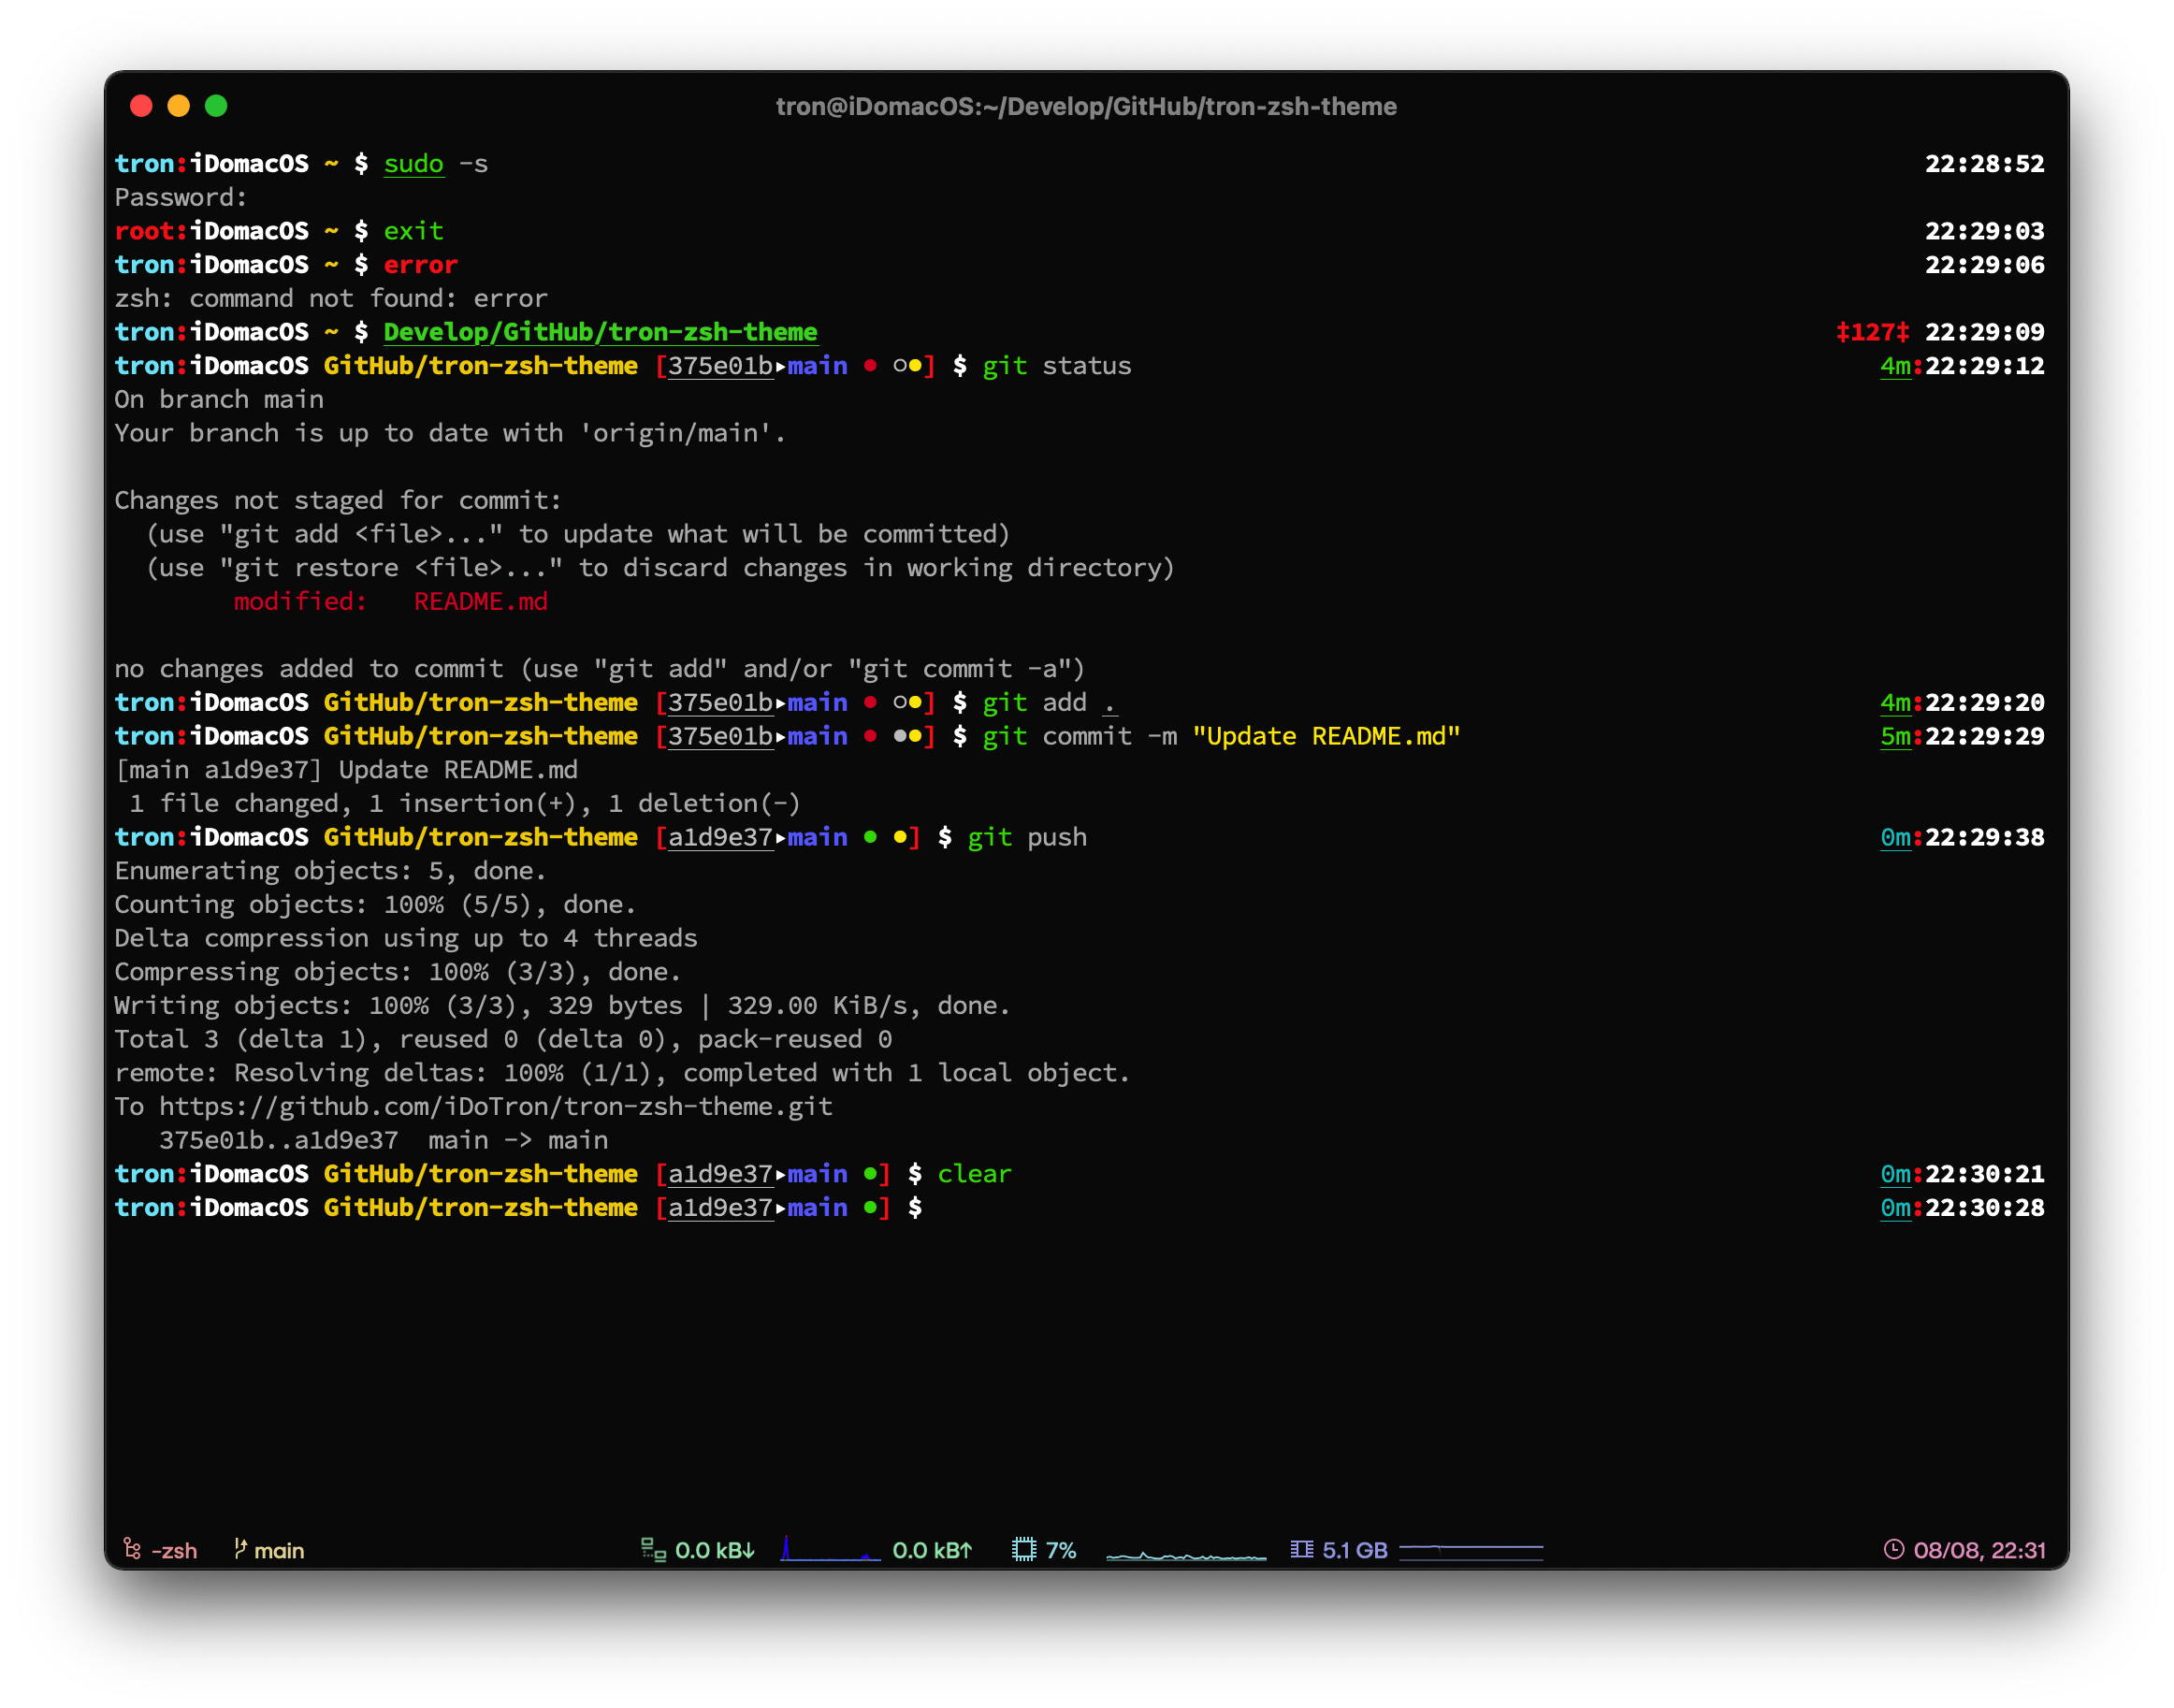 tron@iDomacOS:~/Develop/GitHub/tron-zsh-theme
tron:iDomacOS ~ $ sudo -s 22:28:52
Password:
root:iDomacOS ~ $ exit 22:29:03
tron:iDomacOS ~ $ error 22:29:06
zsh: command not found: error
tron:iDomacOS ~ $ Develop/GitHub/tron-zsh-theme ‡127‡ 22:29:09
tron:iDomacOS GitHub/tron-zsh-theme [375e01b▸main ● ○●] $ git status 4m:22:29:12
On branch main
Your branch is up to date with 'origin/main'.

Changes not staged for commit:
  (use "git add <file>..." to update what will be committed)
  (use "git restore <file>..." to discard changes in working directory)
        modified:   README.md

no changes added to commit (use "git add" and/or "git commit -a")
tron:iDomacOS GitHub/tron-zsh-theme [375e01b▸main ● ○●] $ git add . 4m:22:29:20
tron:iDomacOS GitHub/tron-zsh-theme [375e01b▸main ● ●●] $ git commit -m "Update README.md" 5m:22:29:29
[main a1d9e37] Update README.md
 1 file changed, 1 insertion(+), 1 deletion(-)
tron:iDomacOS GitHub/tron-zsh-theme [a1d9e37▸main ● ●] $ git push 0m:22:29:38
Enumerating objects: 5, done.
Counting objects: 100% (5/5), done.
Delta compression using up to 4 threads
Compressing objects: 100% (3/3), done.
Writing objects: 100% (3/3), 329 bytes | 329.00 KiB/s, done.
Total 3 (delta 1), reused 0 (delta 0), pack-reused 0
remote: Resolving deltas: 100% (1/1), completed with 1 local object.
To https://github.com/iDoTron/tron-zsh-theme.git
   375e01b..a1d9e37  main -> main
tron:iDomacOS GitHub/tron-zsh-theme [a1d9e37▸main ●] $ clear 0m:22:30:21
tron:iDomacOS GitHub/tron-zsh-theme [a1d9e37▸main ●] $ 0m:22:30:28
-zsh main 0.0 kB↓ 0.0 kB↑ 7% 5.1 GB 08/08, 22:31